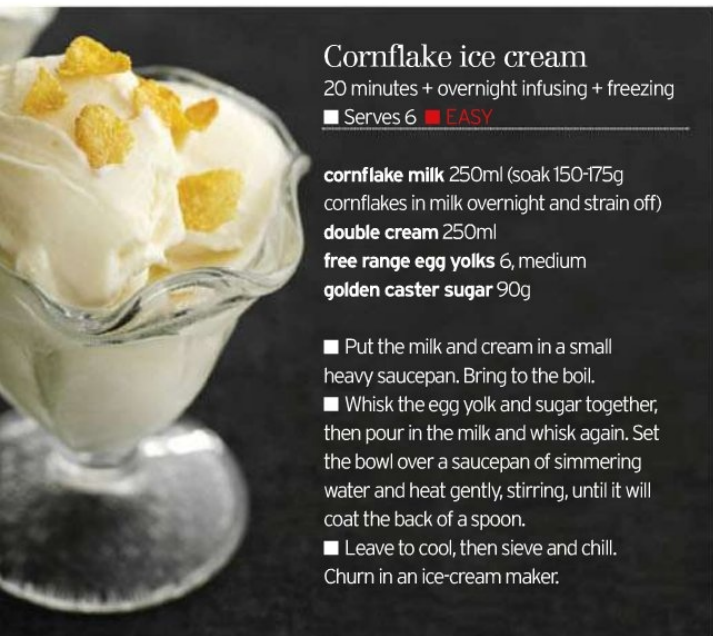 Cornflake ice cream
20 minutes + overnight infusing + freezing
Serves 6 EASY
cornflake milk 250ml (soak 150-175g
cornflakes in milk overnight and strain off)
double cream 250ml
free range egg yolks 6, medium
golden caster sugar 90g
Put the milk and cream in a small
heavy saucepan. Bring to the boil.
Whisk the egg yolk and sugar together,
then pour in the milk and whisk again. Set
the bowl over a saucepan of simmering
water and heat gently, stirring, until it will
coat the back of a spoon.
Leave to cool, then sieve and chill.
Churn in an ice-cream maker.